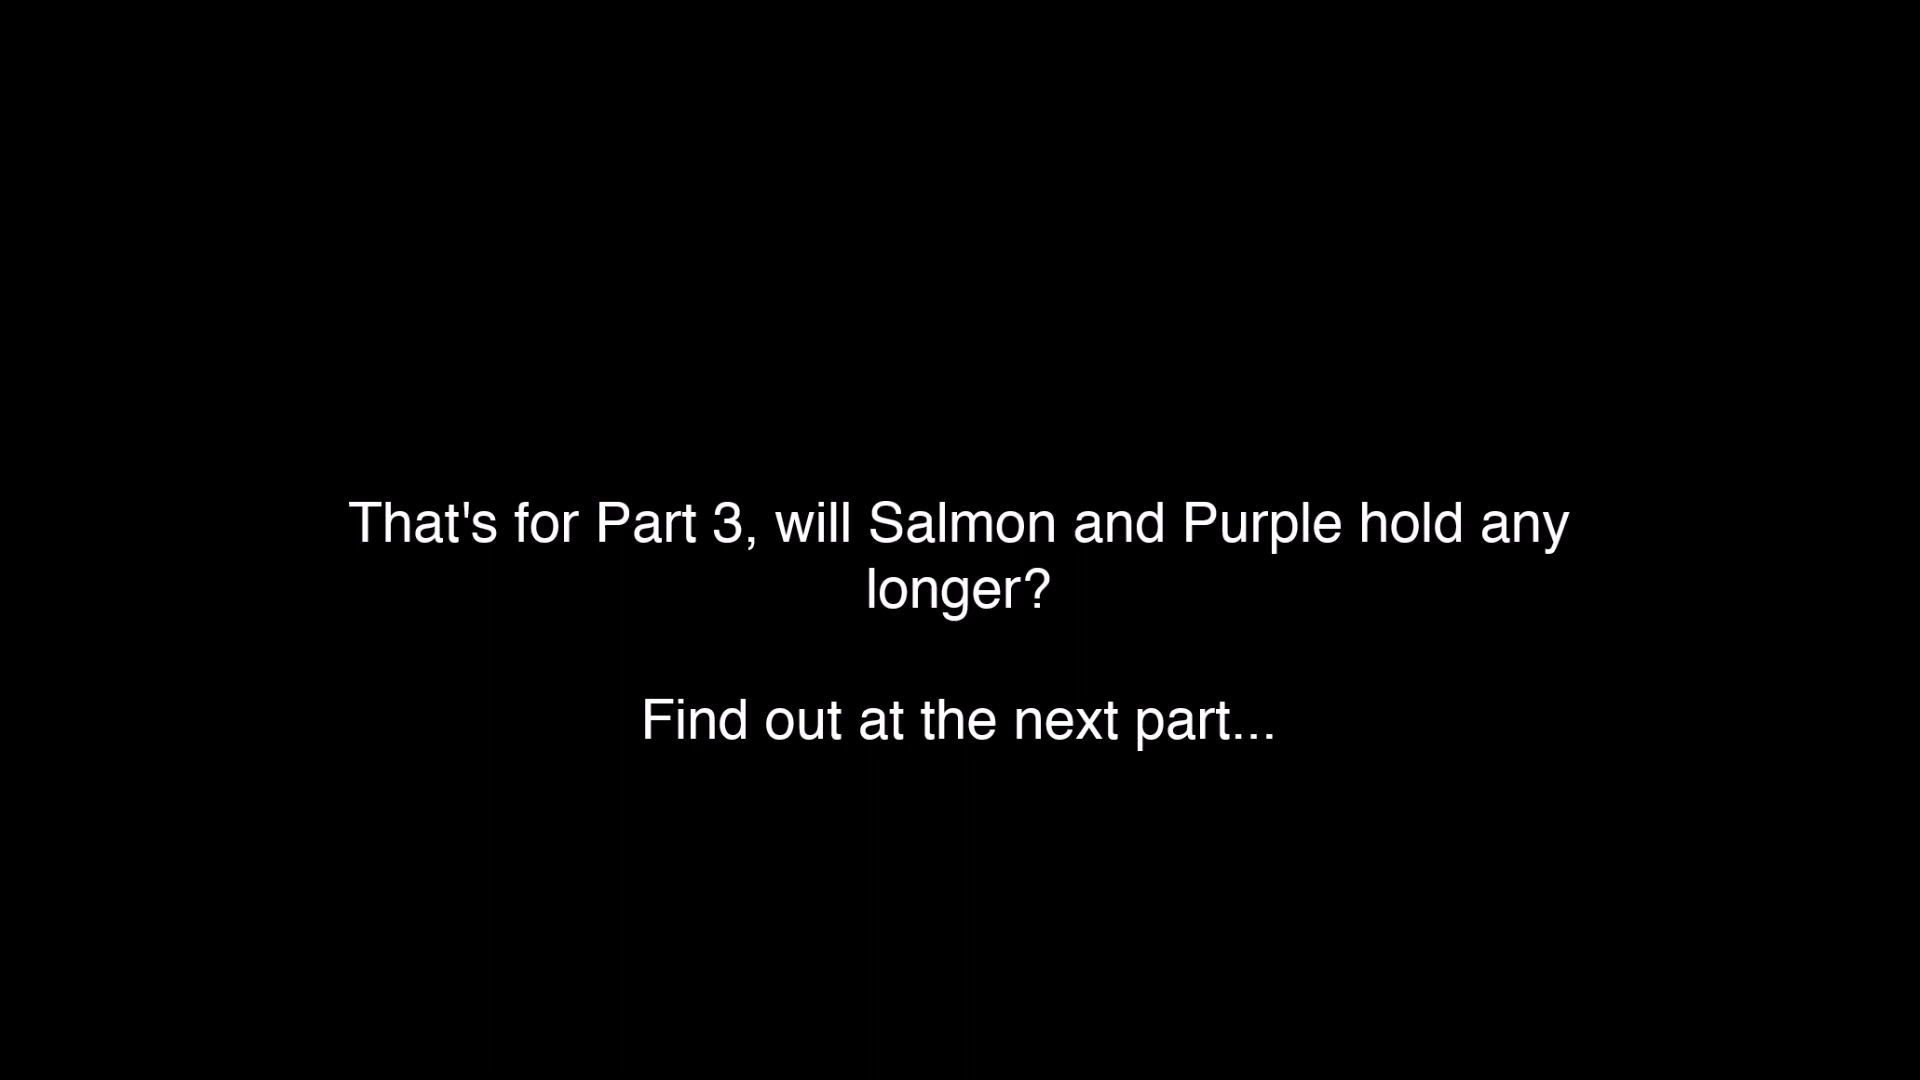 That's for Part 3, will Salmon and Purple hold any
longer?
Find out at the next part...